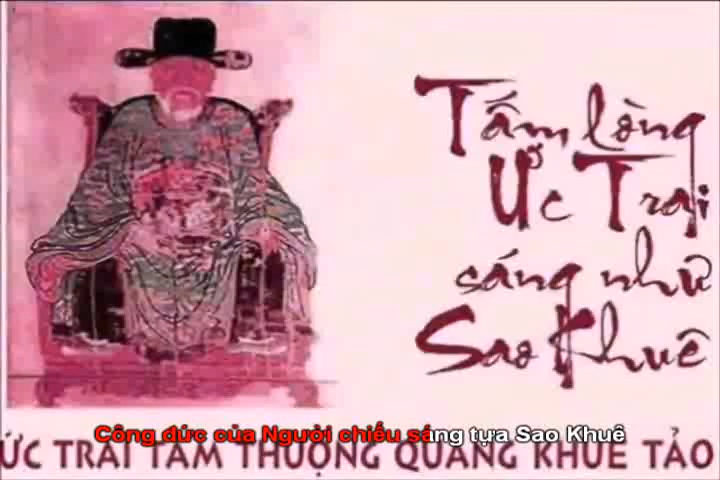 Tấm lòng
Ức Trai
sáng như
Sao Khuê
Công đức của Người chiếu sáng tựa Sao Khuê
ỨC TRAI TÂM THƯỢNG QUANG KHUÊ TẢO